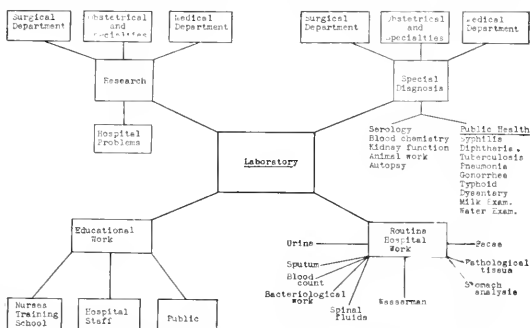 Surgical
Department
Obstetrical
and
Specialties
Medical
Department
Surgical
Department
Obstetrical
and
Specialties
Medical
Department
Research
Special
Diagnosis
Hospital
Problems
Serology
Blood chemistry
Kidney function
Animal work
Autopsy
Public Health
Syphilis
Diphtheria.
Tuberculosis
Pneumonia
Gonorrhea
Typhoid
Dysentery
Milk Exam.
Water Exam.
Laboratory
Educational
Work
Routine
Hospital
Work
Urine
Sputum
Blood
count
Bacteriological
work
Spinal
Fluids
Wasserman
Feces
Pathological
tissue
Stomach
analysis
Nurses
Training
School
Hospital
Staff
Public